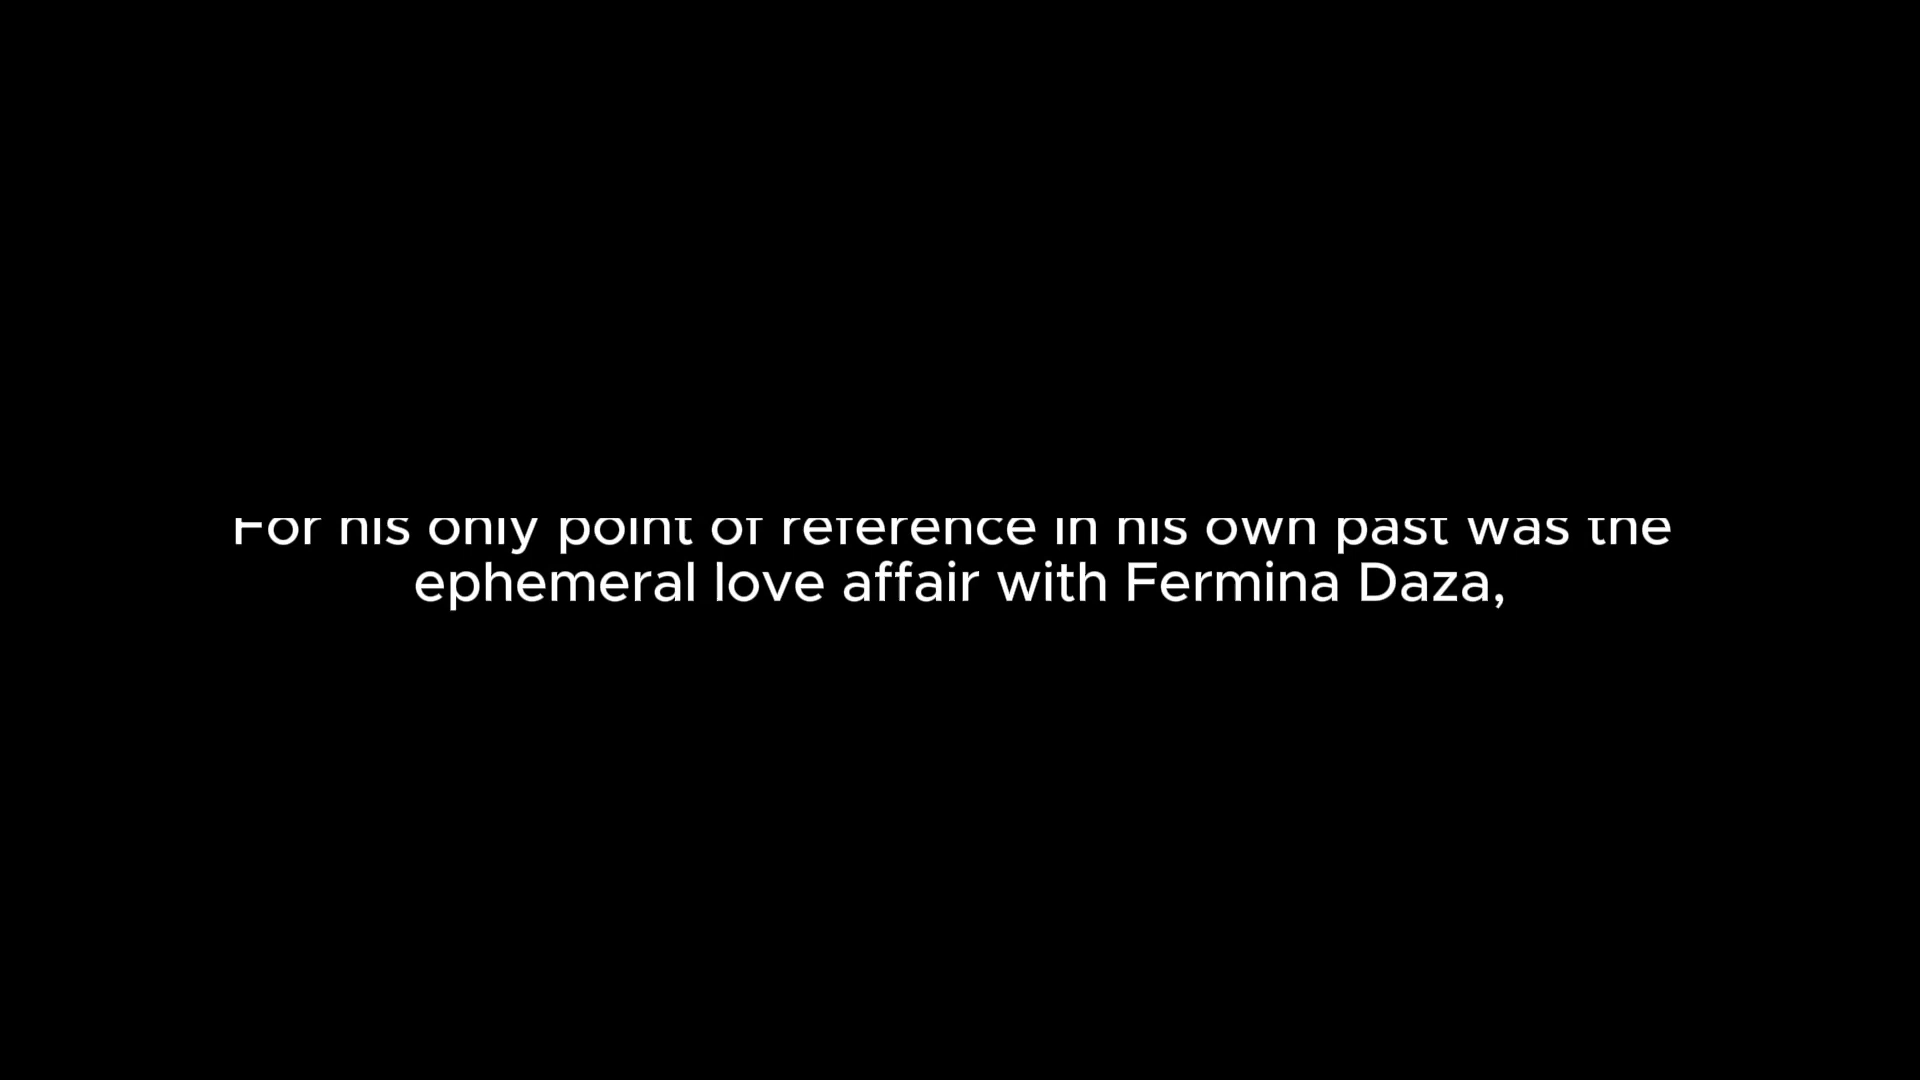 For his only point of reference in his own past was the
ephemeral love affair with Fermina Daza,